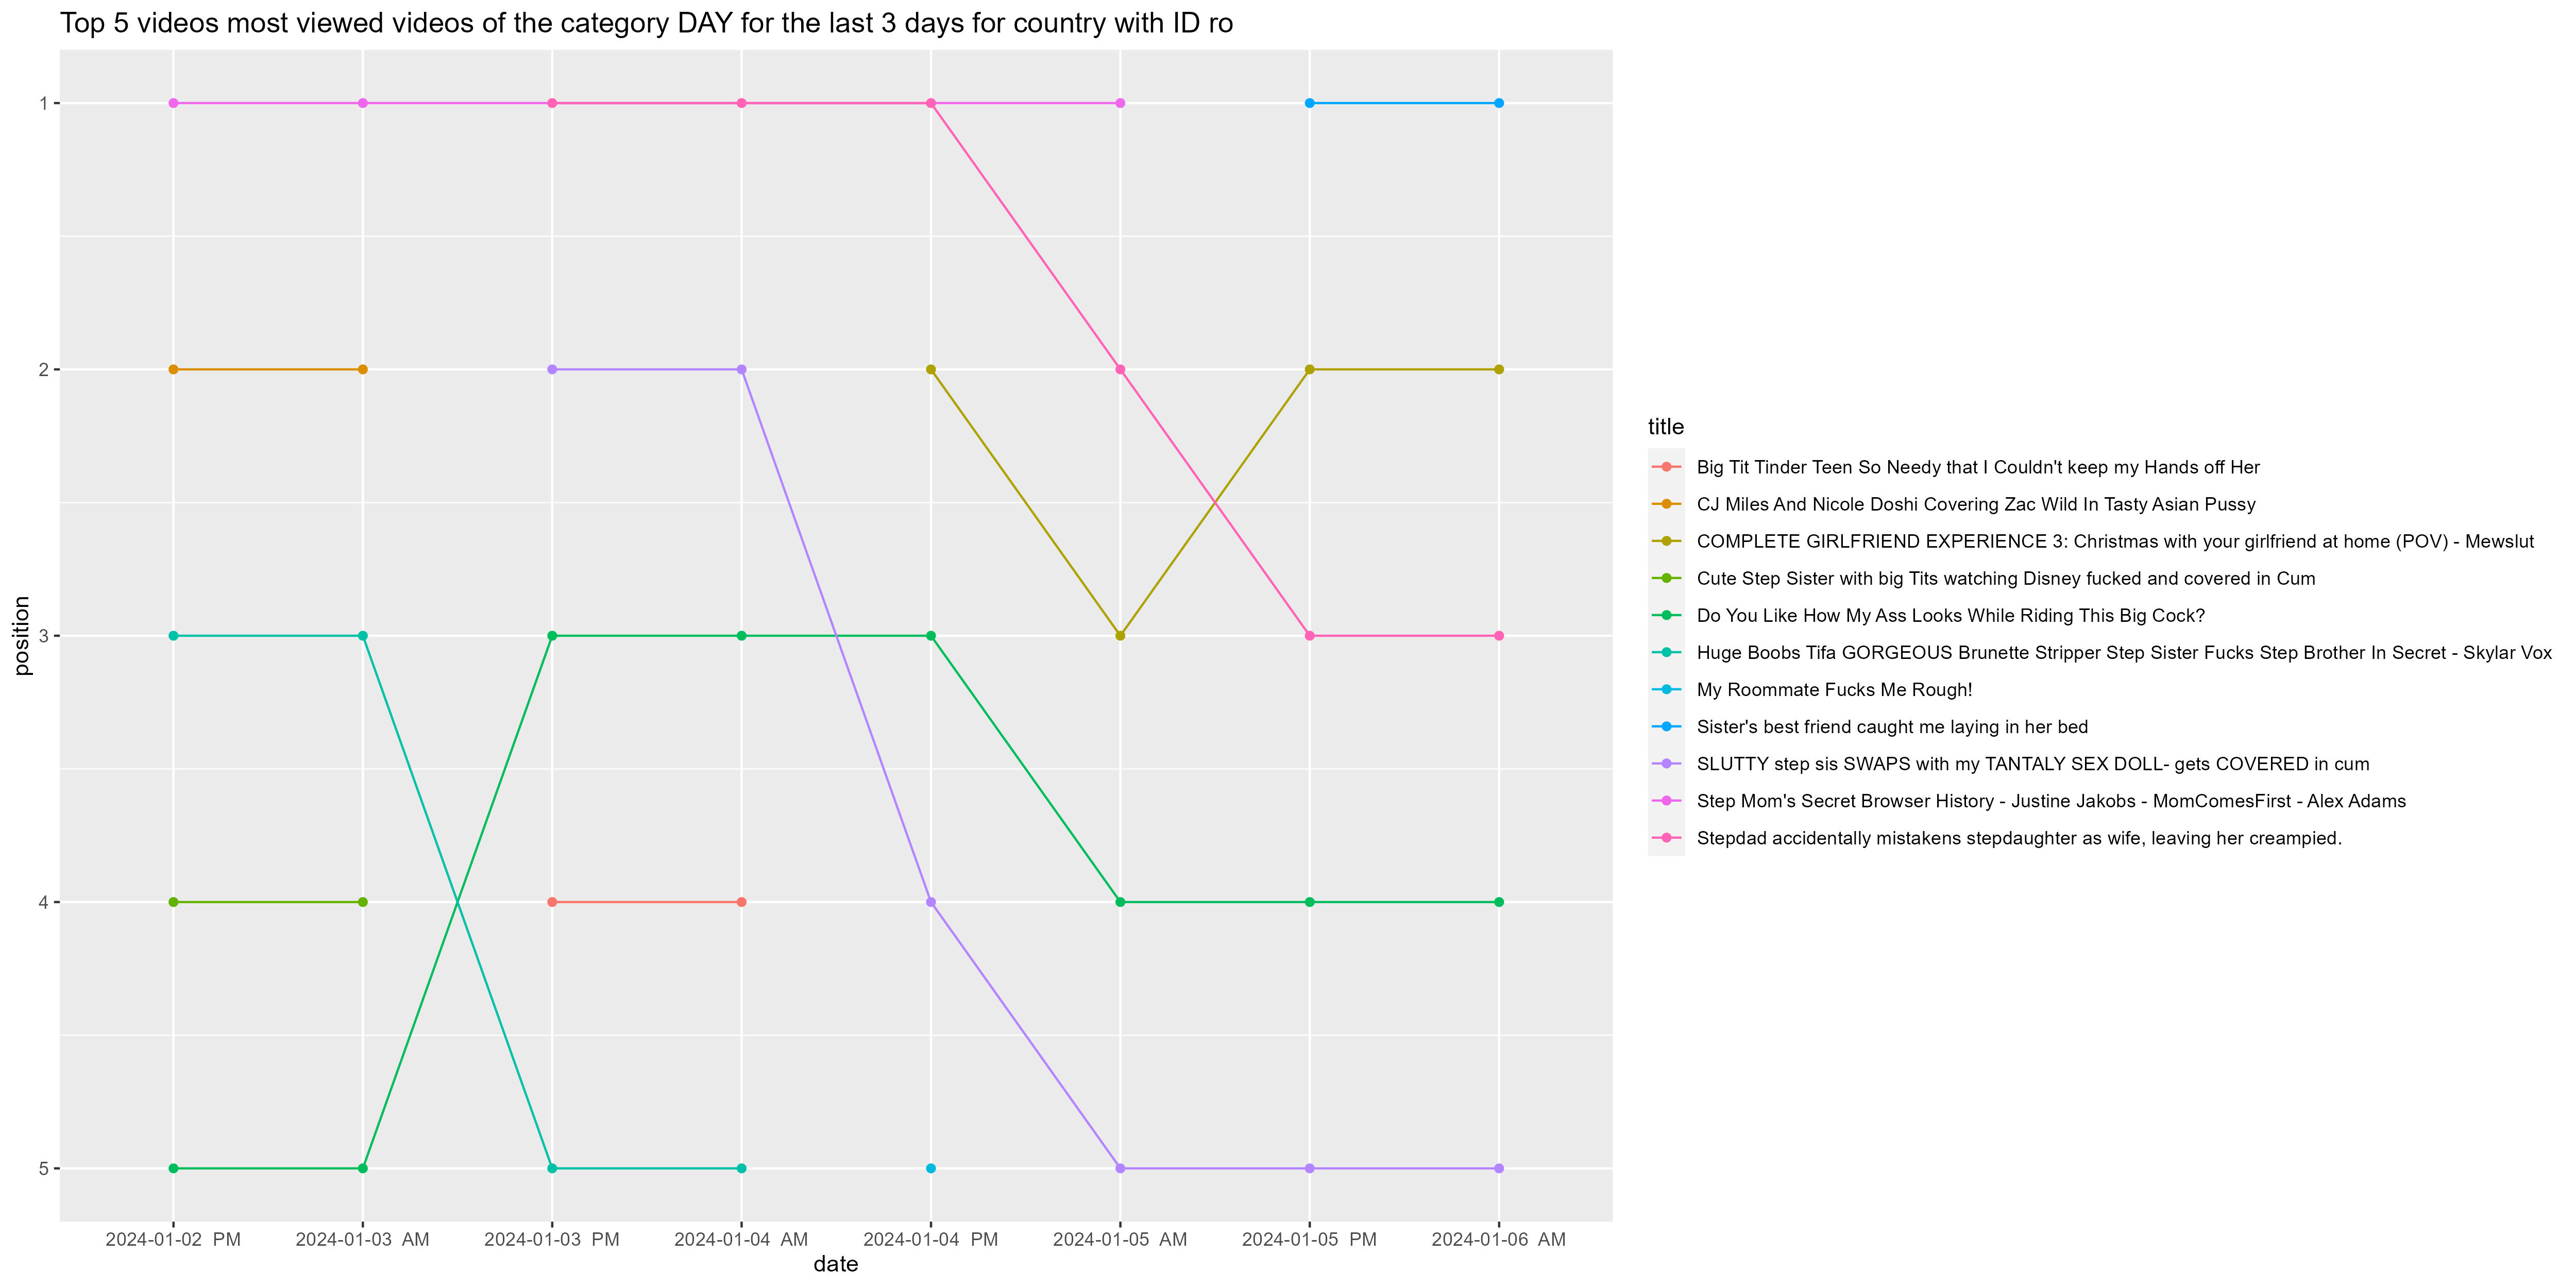 Top 5 videos most viewed videos of the category DAY for the last 3 days for country with ID ro
position
1
2
3
4
5
2024-01-02 PM
2024-01-03 AM
2024-01-03 PM
2024-01-04 AM
2024-01-04 PM
2024-01-05 AM
2024-01-05 PM
2024-01-06 AM
date
title
Big Tit Tinder Teen So Needy that I Couldn't keep my Hands off Her
CJ Miles And Nicole Doshi Covering Zac Wild In Tasty Asian Pussy
COMPLETE GIRLFRIEND EXPERIENCE 3: Christmas with your girlfriend at home (POV) - Mewslut
Cute Step Sister with big Tits watching Disney fucked and covered in Cum
Do You Like How My Ass Looks While Riding This Big Cock?
Huge Boobs Tifa GORGEOUS Brunette Stripper Step Sister Fucks Step Brother In Secret - Skylar Vox
My Roommate Fucks Me Rough!
Sister's best friend caught me laying in her bed
SLUTTY step sis SWAPS with my TANTALY SEX DOLL- gets COVERED in cum
Step Mom's Secret Browser History - Justine Jakobs - MomComesFirst - Alex Adams
Stepdad accidentally mistakens stepdaughter as wife, leaving her creampied.